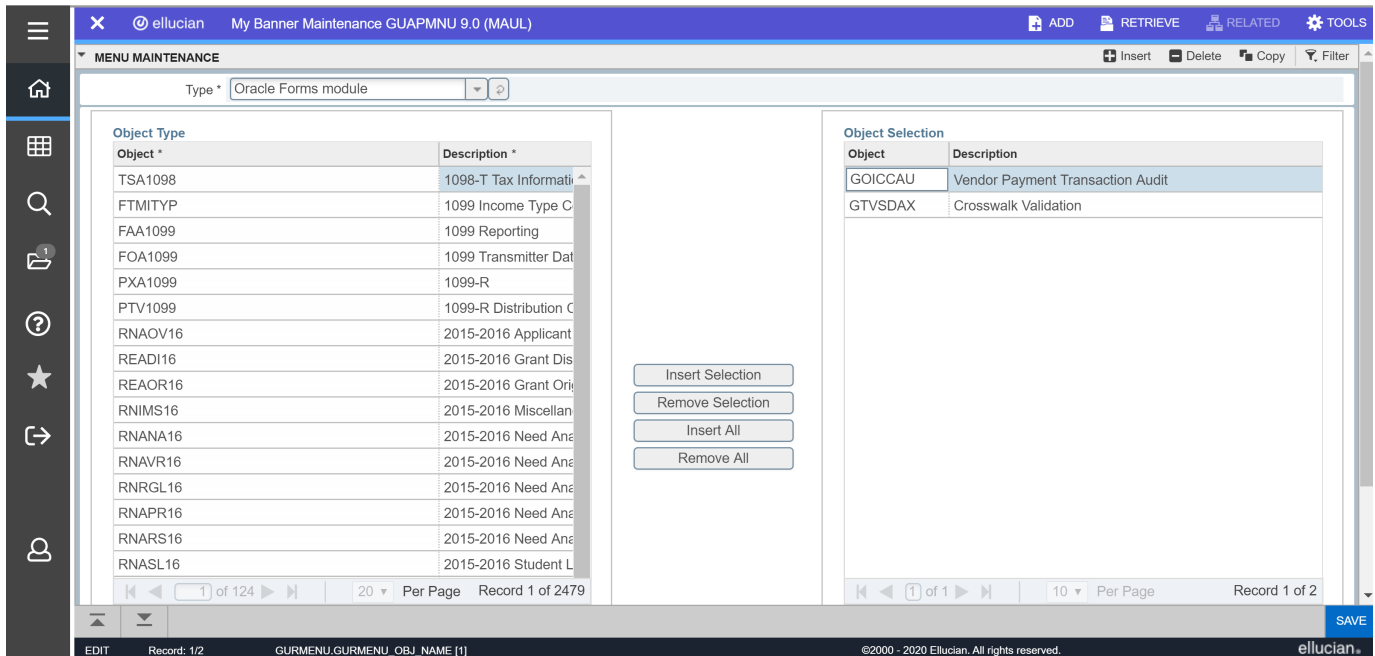 ellucian My Banner Maintenance GUAPMNU 9.0 (MAUL) ADD RETRIEVE RELATED TOOLS
MENU MAINTENANCE Insert Delete Copy Filter
Type * Oracle Forms module
Object Type
Object * Description *
TSA1098 1098-T Tax Informati
FTMITYP 1099 Income Type C
FAA1099 1099 Reporting
FOA1099 1099 Transmitter Dat
PXA1099 1099-R
PTV1099 1099-R Distribution C
RNAOV16 2015-2016 Applicant
READI16 2015-2016 Grant Dis
REAOR16 2015-2016 Grant Ori
RNIMS16 2015-2016 Miscellan
RNANA16 2015-2016 Need Ana
RNAVR16 2015-2016 Need Ana
RNRGL16 2015-2016 Need Ana
RNAPR16 2015-2016 Need Ana
RNARS16 2015-2016 Need Ana
RNASL16 2015-2016 Student L
1 of 124 20 Per Page Record 1 of 2479
Insert Selection
Remove Selection
Insert All
Remove All
Object Selection
Object Description
GOICCAU Vendor Payment Transaction Audit
GTVSDAX Crosswalk Validation
1 of 1 10 Per Page Record 1 of 2
1
SAVE
EDIT Record: 1/2 GURMENU.GURMENU_OBJ_NAME [1] ©2000 - 2020 Ellucian. All rights reserved. ellucian